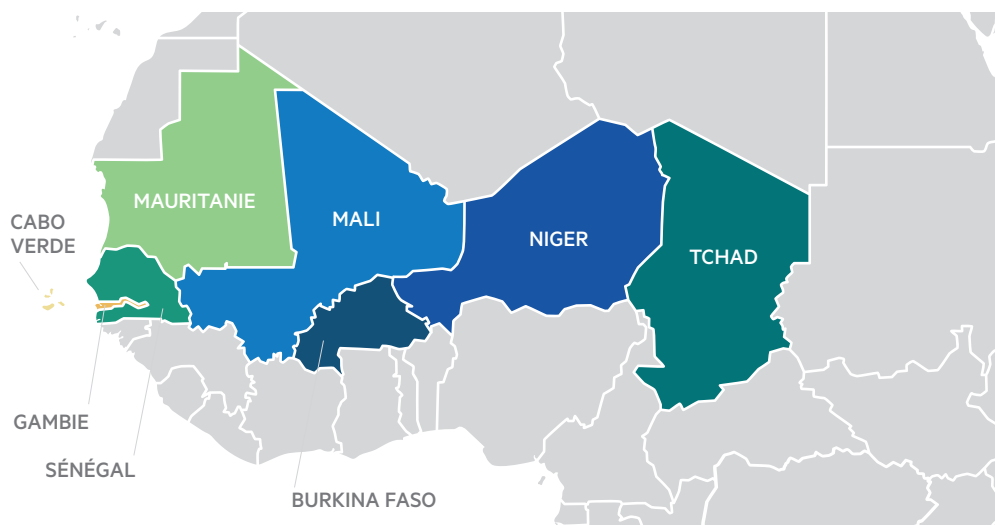 MAURITANIE
CABO
VERDE
MALI
NIGER
TCHAD
GAMBIE
SÉNÉGAL
BURKINA FASO